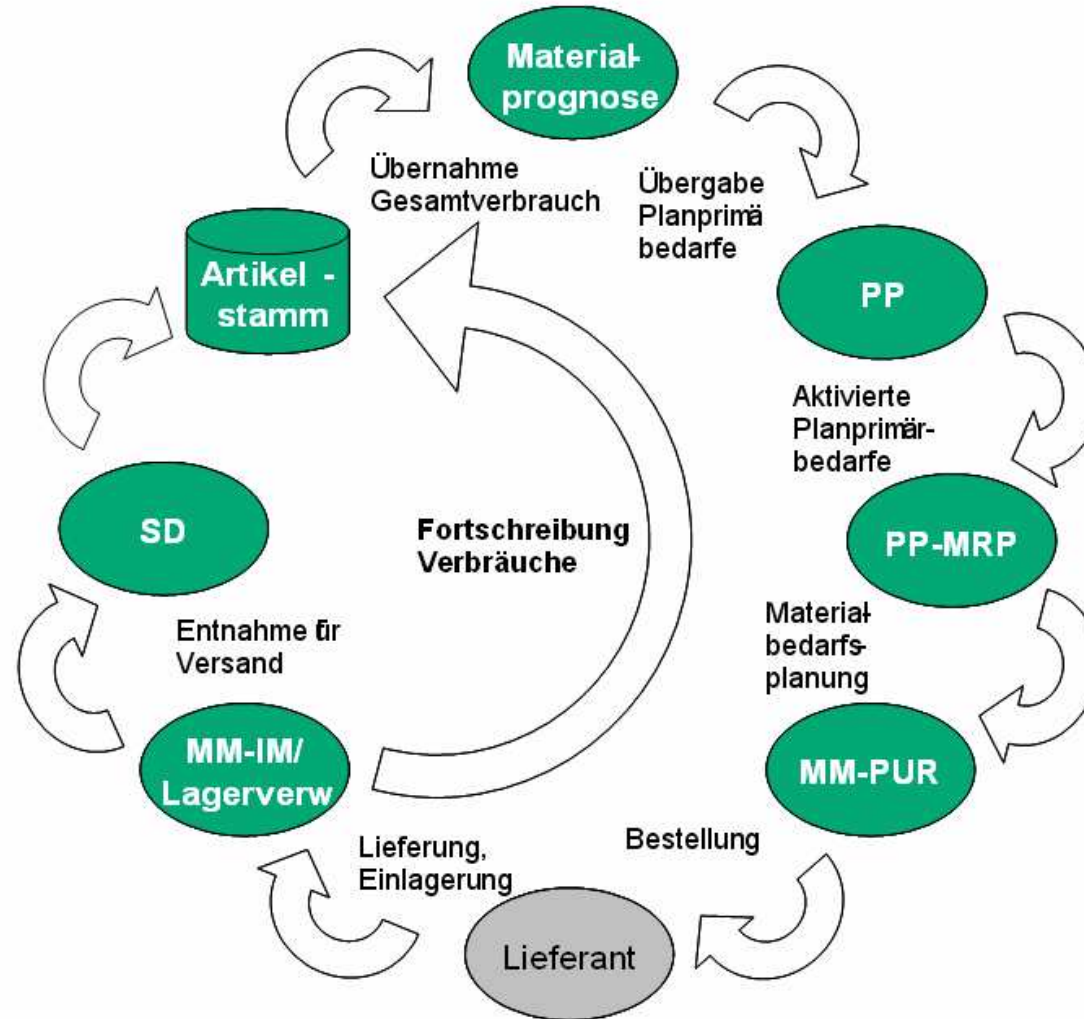 Material-
prognose
Übernahme
Gesamtverbrauch
Übergabe
Planprimä
bedarfe
Artikel -
stamm
PP
Aktivierte
Planprimär-
bedarfe
SD
Fortschreibung
Verbräuche
PP-MRP
Entnahme für
Versand
Material-
bedarfs-
planung
MM-IM/
Lagerverw
MM-PUR
Bestellung
Lieferung,
Einlagerung
Lieferant